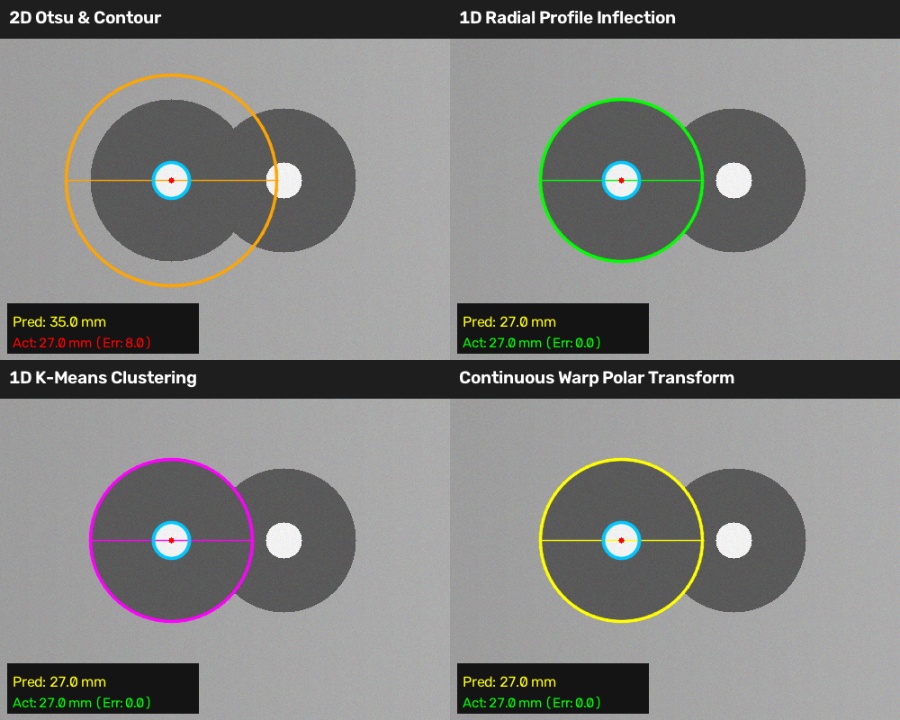 2D Otsu & Contour
1D Radial Profile Inflection
Pred: 35.0 mm
Act: 27.0 mm (Err: 8.0)
Pred: 27.0 mm
Act: 27.0 mm (Err: 0.0)
1D K-Means Clustering
Continuous Warp Polar Transform
Pred: 27.0 mm
Act: 27.0 mm (Err: 0.0)
Pred: 27.0 mm
Act: 27.0 mm (Err: 0.0)